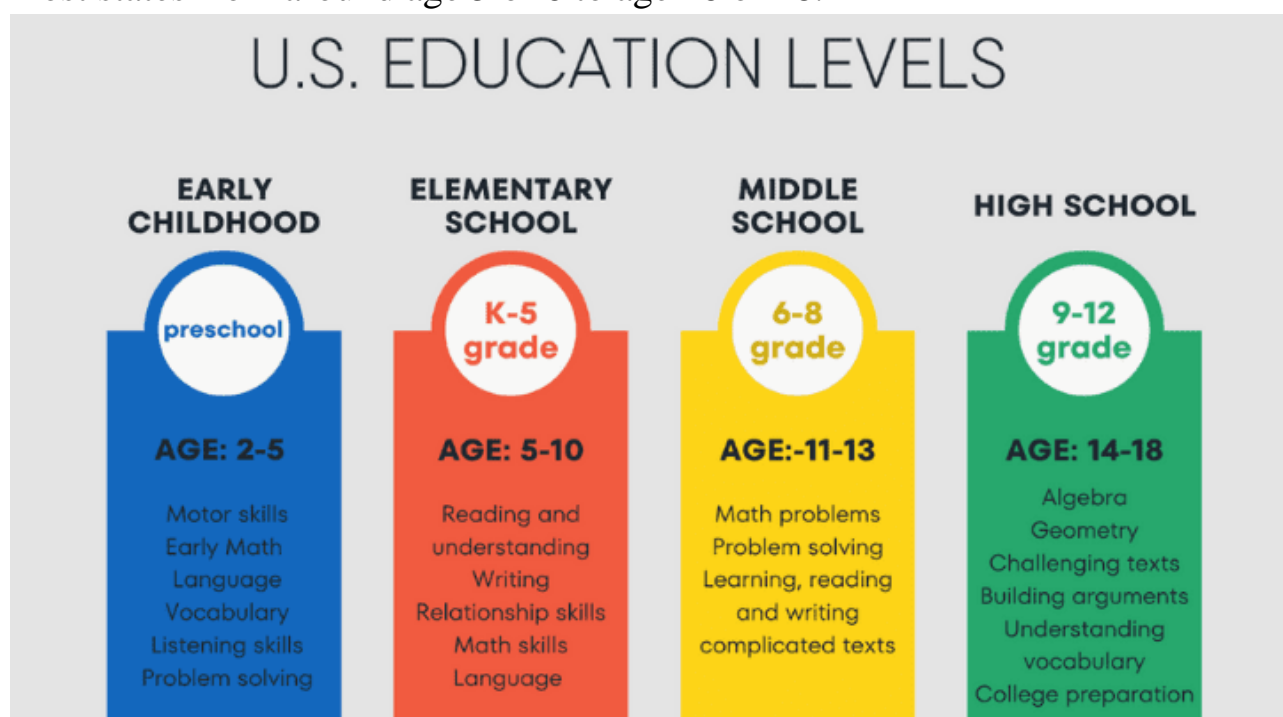 U.S. EDUCATION LEVELS
EARLY
CHILDHOOD
preschool
AGE: 2-5
Motor skills
Early Math
Language
Vocabulary
Listening skills
Problem solving
ELEMENTARY
SCHOOL
K-5
grade
AGE: 5-10
Reading and
understanding
Writing
Relationship skills
Math skills
Language
MIDDLE
SCHOOL
6-8
grade
AGE:-11-13
Math problems
Problem solving
Learning, reading
and writing
complicated texts
HIGH SCHOOL
9-12
grade
AGE: 14-18
Algebra
Geometry
Challenging texts
Building arguments
Understanding
vocabulary
College preparation